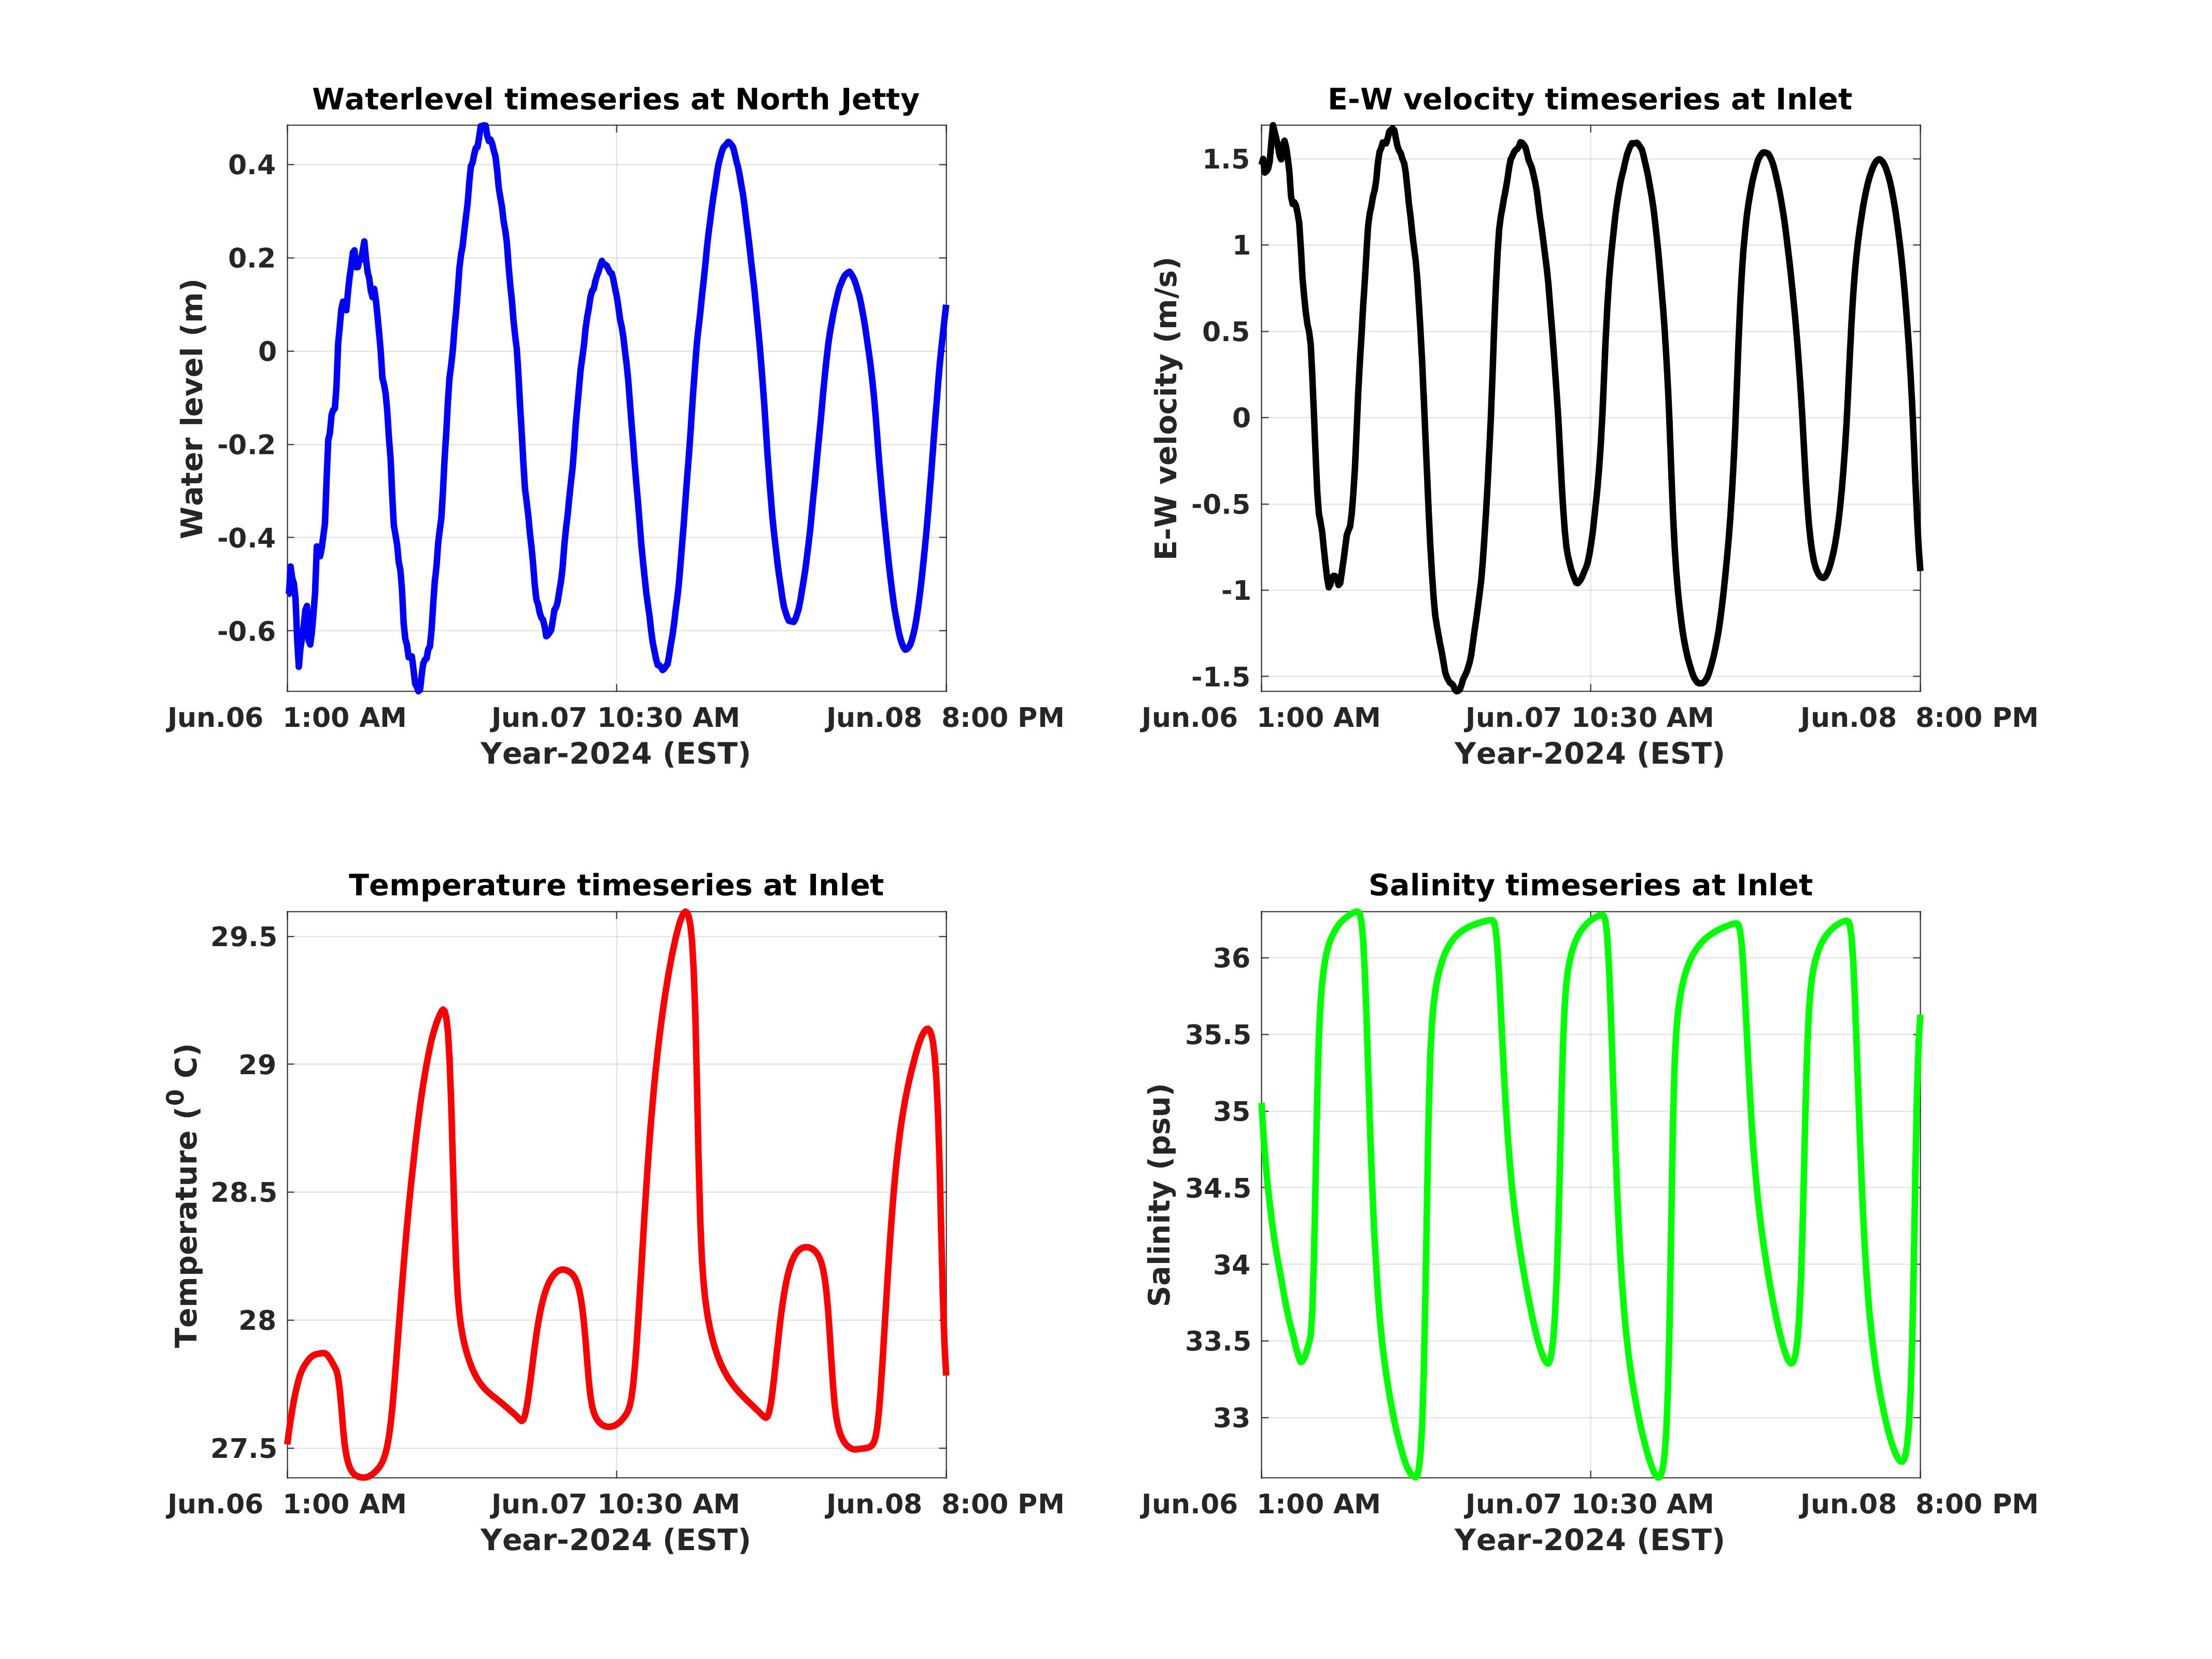 Waterlevel timeseries at North Jetty
0.4
0.2
0
-0.2
-0.4
-0.6
Water level (m)
Jun.06 1:00 AM Jun.07 10:30 AM Jun.08 8:00 PM
Year-2024 (EST)
E-W velocity timeseries at Inlet
1.5
1
0.5
0
-0.5
-1
-1.5
E-W velocity (m/s)
Jun.06 1:00 AM Jun.07 10:30 AM Jun.08 8:00 PM
Year-2024 (EST)
Temperature timeseries at Inlet
29.5
29
28.5
28
27.5
Temperature (⁰ C)
Jun.06 1:00 AM Jun.07 10:30 AM Jun.08 8:00 PM
Year-2024 (EST)
Salinity timeseries at Inlet
36
35.5
35
34.5
34
33.5
33
Salinity (psu)
Jun.06 1:00 AM Jun.07 10:30 AM Jun.08 8:00 PM
Year-2024 (EST)